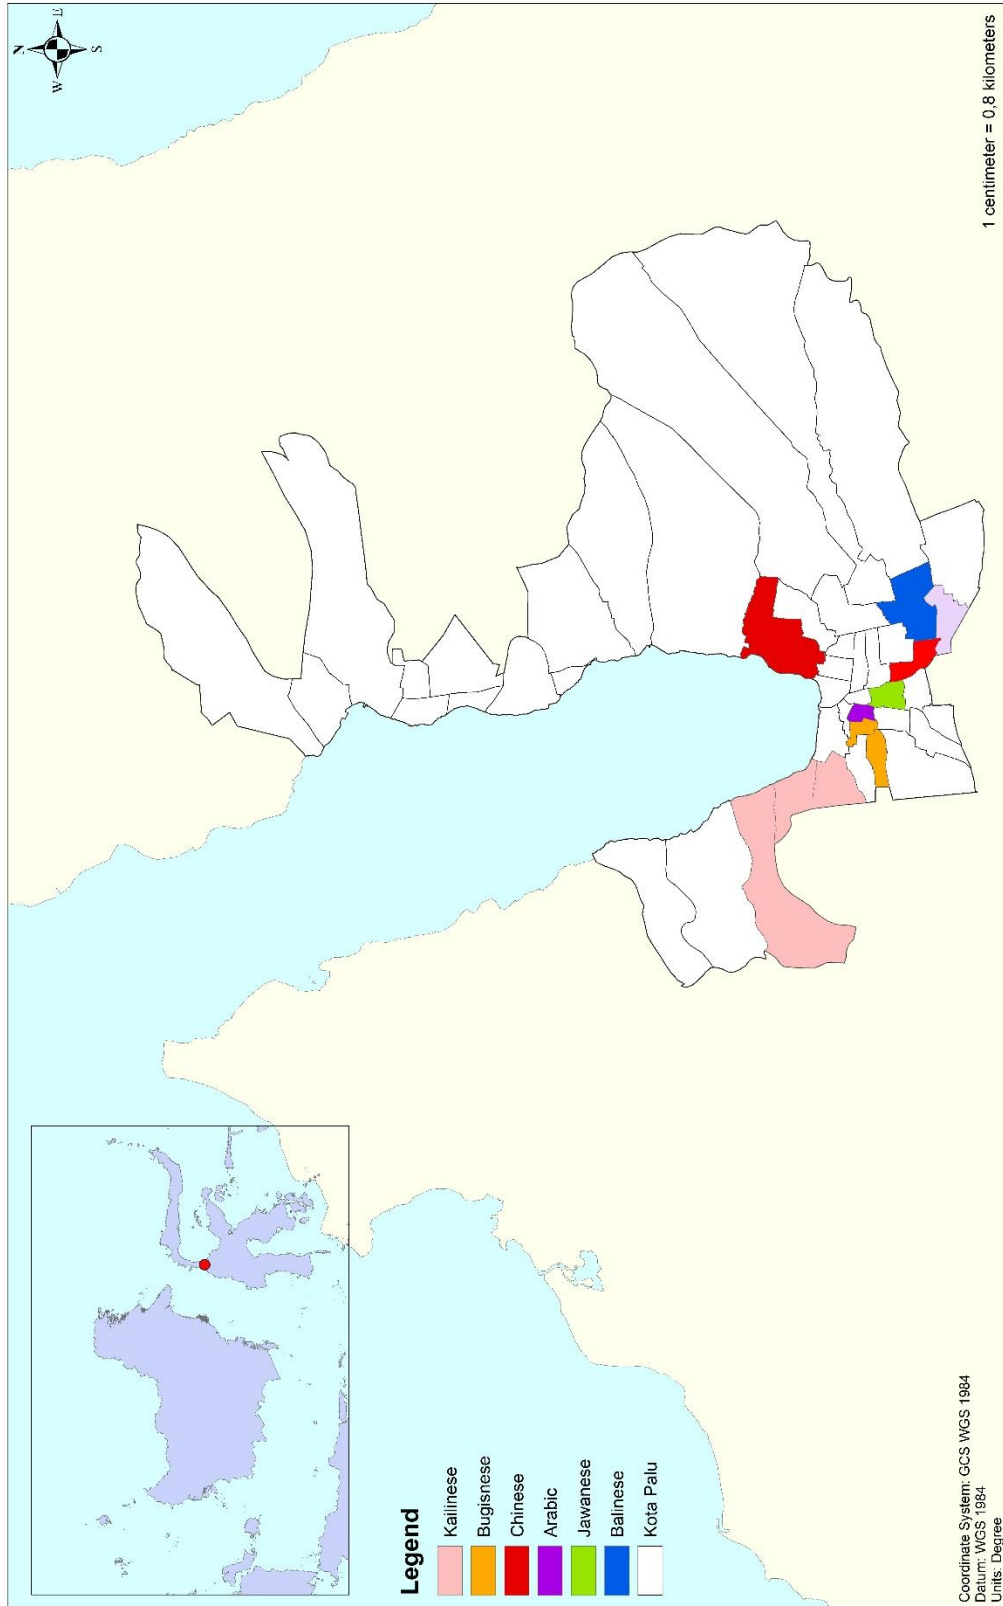 N
W
E
S
Legend
Kailinese
Bugisnese
Chinese
Arabic
Jawanese
Balinese
Kota Palu
Coordinate System: GCS WGS 1984
Datum: WGS 1984
Units: Degree
1 centimeter = 0,8 kilometers